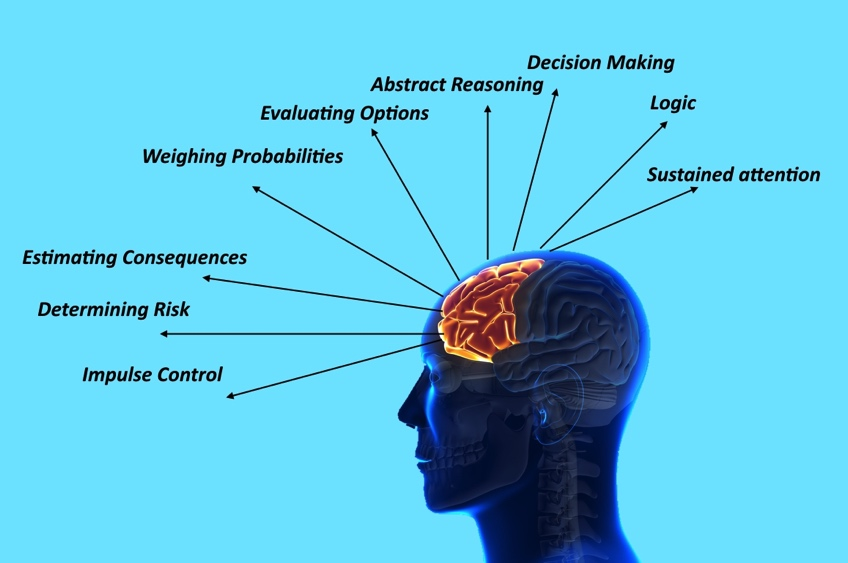 Decision Making
Abstract Reasoning
Logic
Evaluating Options
Weighing Probabilities
Sustained attention
Estimating Consequences
Determining Risk
Impulse Control